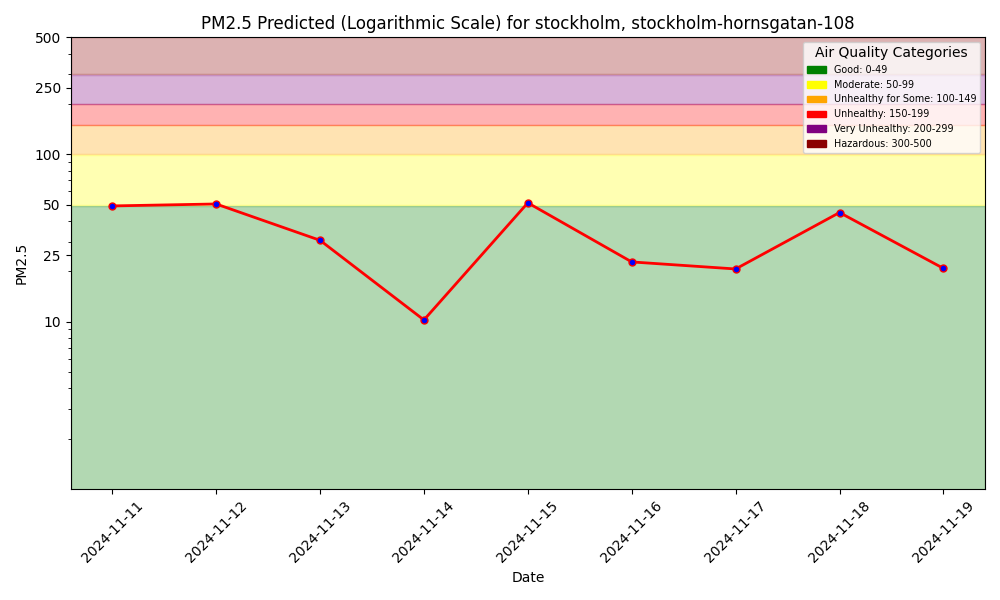 PM2.5 Predicted (Logarithmic Scale) for stockholm, stockholm-hornsgatan-108
500
250
100
50
25
10
PM2.5
Air Quality Categories
Good: 0-49
Moderate: 50-99
Unhealthy for Some: 100-149
Unhealthy: 150-199
Very Unhealthy: 200-299
Hazardous: 300-500
2024-11-11
2024-11-12
2024-11-13
2024-11-14
2024-11-15
2024-11-16
2024-11-17
2024-11-18
2024-11-19
Date